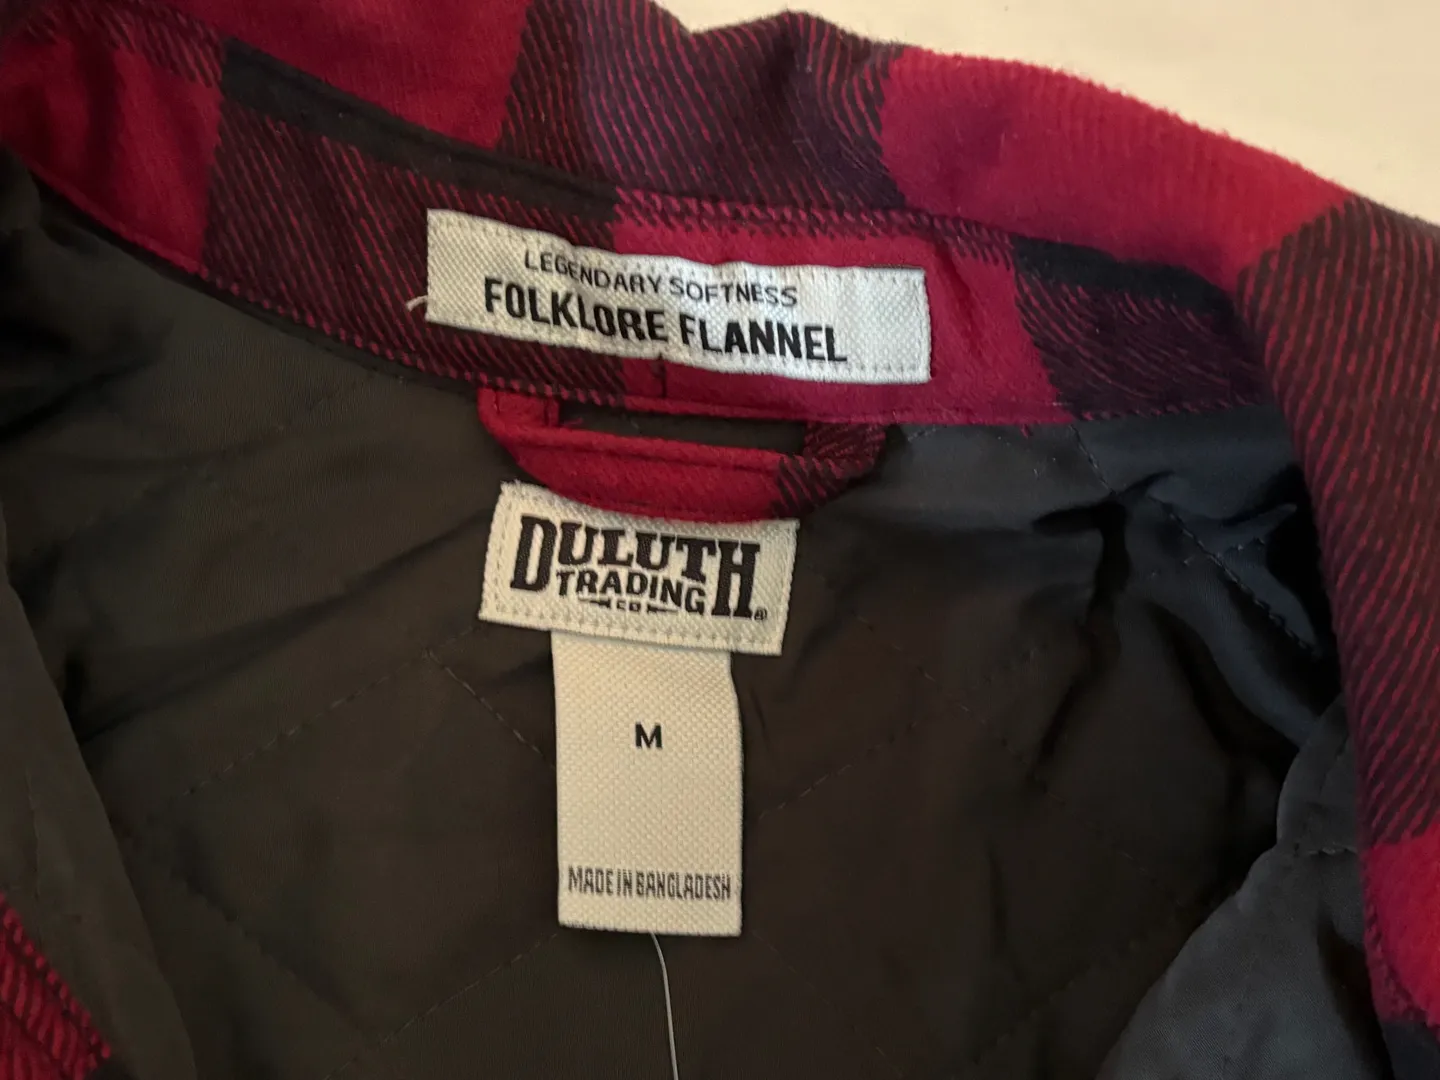 LEGENDARY SOFTNESS
FOLKLORE FLANNEL
DULUTH
TRADING
CO
®
M
MADE IN BANGLADESH